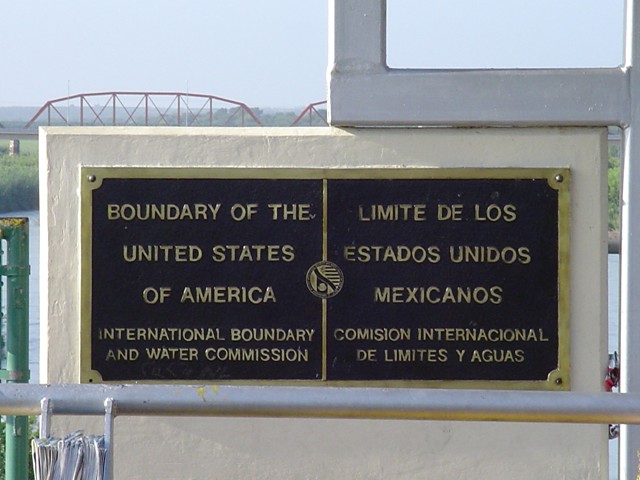 BOUNDARY OF THE
UNITED STATES
OF AMERICA
INTERNATIONAL BOUNDARY
AND WATER COMMISSION
LIMITE DE LOS
ESTADOS UNIDOS
MEXICANOS
COMISION INTERNACIONAL
DE LIMITES Y AGUAS